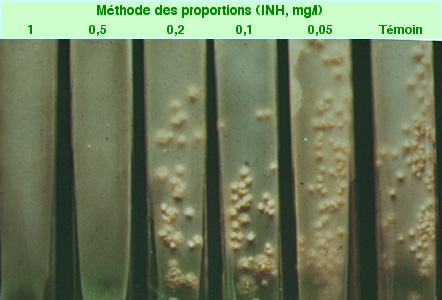 Méthode des proportions (INH, mg/l)
1 0,5 0,2 0,1 0,05 Témoin